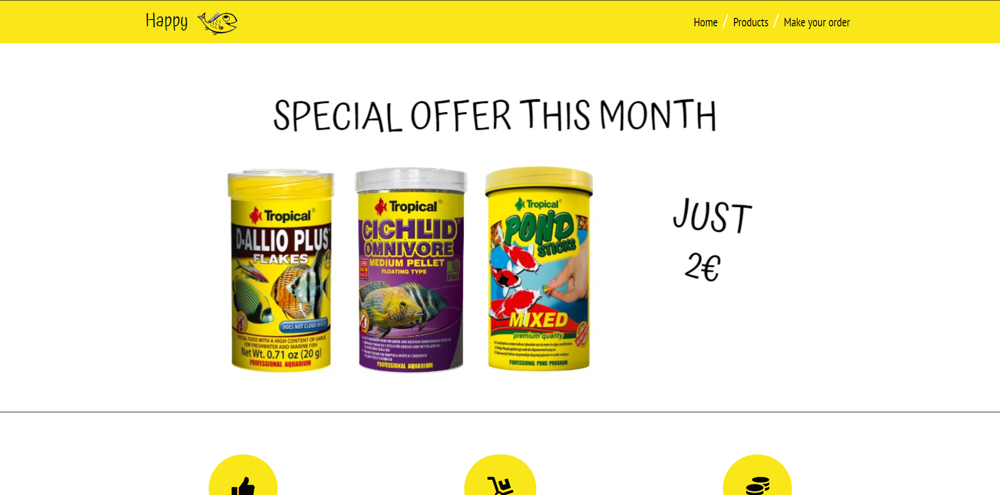 Happy
Home / Products / Make your order
SPECIAL OFFER THIS MONTH
JUST
2€
Tropical®
D-ALLIO PLUS
FLAKES
DOES NOT CLOUD WATER
SPECIAL FOOD WITH A HIGH CONTENT OF GARLIC
FOR FRESHWATER AND MARINE FISH
Net Wt. 0.71 oz (20 g)
PROFESSIONAL AQUARIUM
Tropical®
CICHLID
OMNIVORE
MEDIUM PELLET
FLOATING TYPE
PROFESSIONAL AQUARIUM
Tropical®
POND
STICKS
MIXED
premium quality
PROFESSIONAL POND PROGRAM